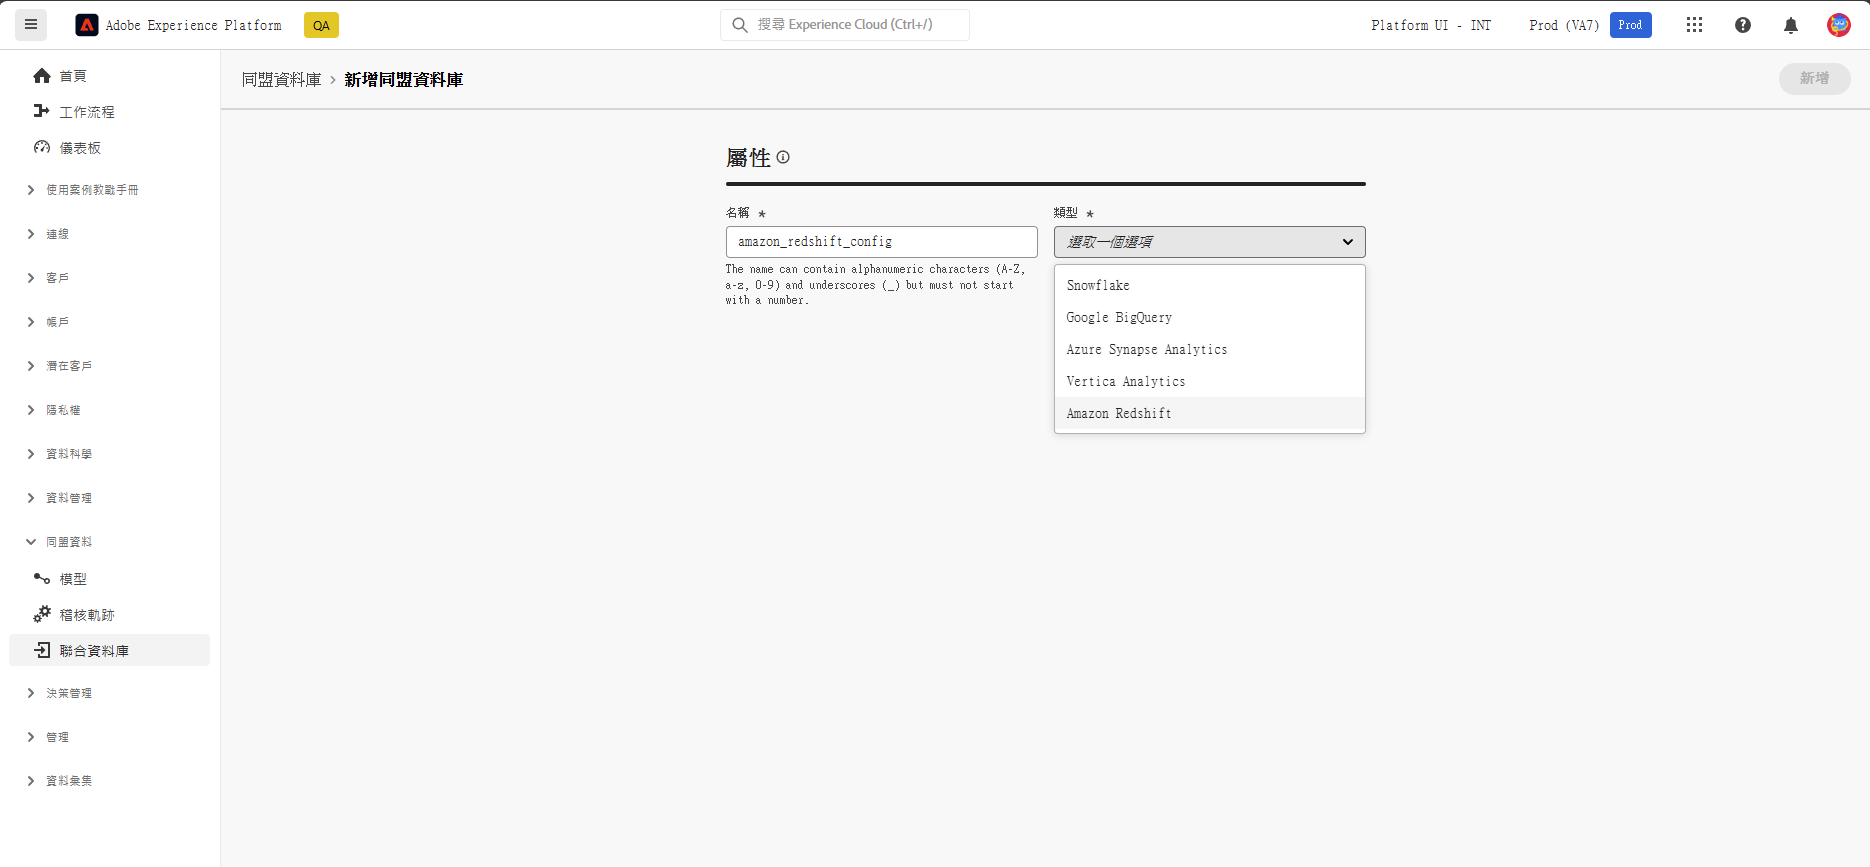 Adobe Experience Platform
QA
搜尋 Experience Cloud (Ctrl+/)
Platform UI - INT
Prod (VA7)
Prod
首頁
工作流程
儀表板
使用案例教戰手冊
連線
客戶
帳戶
潛在客戶
隱私權
資料科學
資料管理
同盟資料
模型
稽核軌跡
聯合資料庫
決策管理
管理
資料彙集
同盟資料庫 > 新增同盟資料庫
新增
屬性
名稱 *
amazon_redshift_config
The name can contain alphanumeric characters (A-Z,
a-z, 0-9) and underscores (_) but must not start
with a number.
類型 *
選取一個選項
Snowflake
Google BigQuery
Azure Synapse Analytics
Vertica Analytics
Amazon Redshift